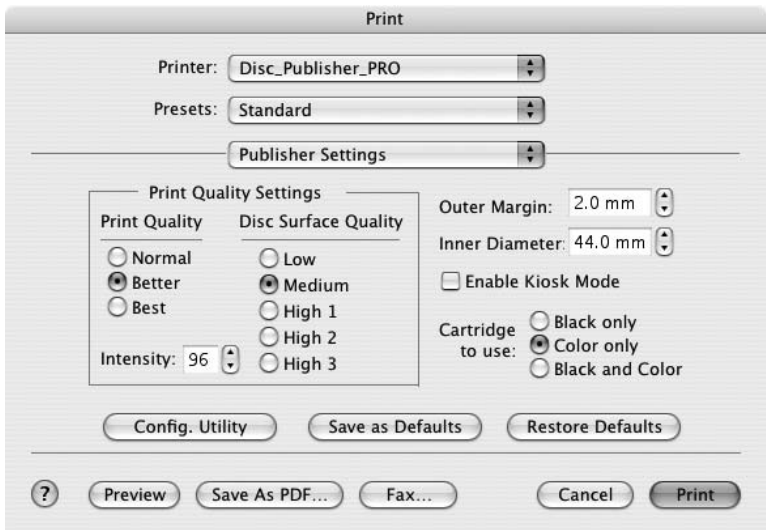 Print
Printer: Disc_Publisher_PRO
Presets: Standard
Publisher Settings
Print Quality Settings
Print Quality
Normal
Better
Best
Intensity: 96
Disc Surface Quality
Low
Medium
High 1
High 2
High 3
Outer Margin: 2.0 mm
Inner Diameter: 44.0 mm
Enable Kiosk Mode
Cartridge
to use:
Black only
Color only
Black and Color
Config. Utility
Save as Defaults
Restore Defaults
?
Preview
Save As PDF...
Fax...
Cancel
Print